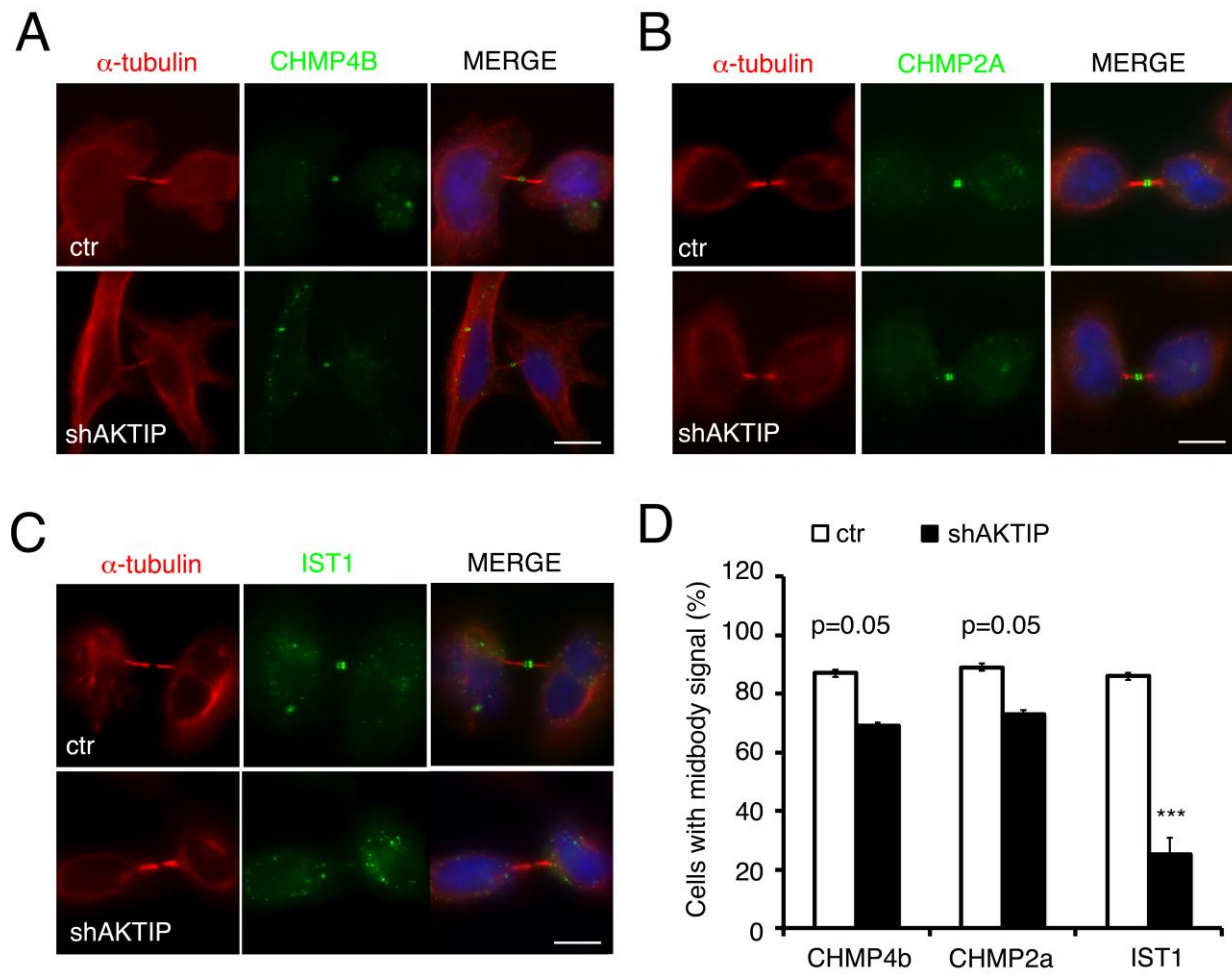 A
α-tubulin CHMP4B MERGE
ctr
shAKTIP
B
α-tubulin CHMP2A MERGE
ctr
shAKTIP
C
α-tubulin IST1 MERGE
ctr
shAKTIP
D
ctr shAKTIP
Cells with midbody signal (%)
120
100
80
60
40
20
0
p=0.05 p=0.05
***
CHMP4b CHMP2a IST1